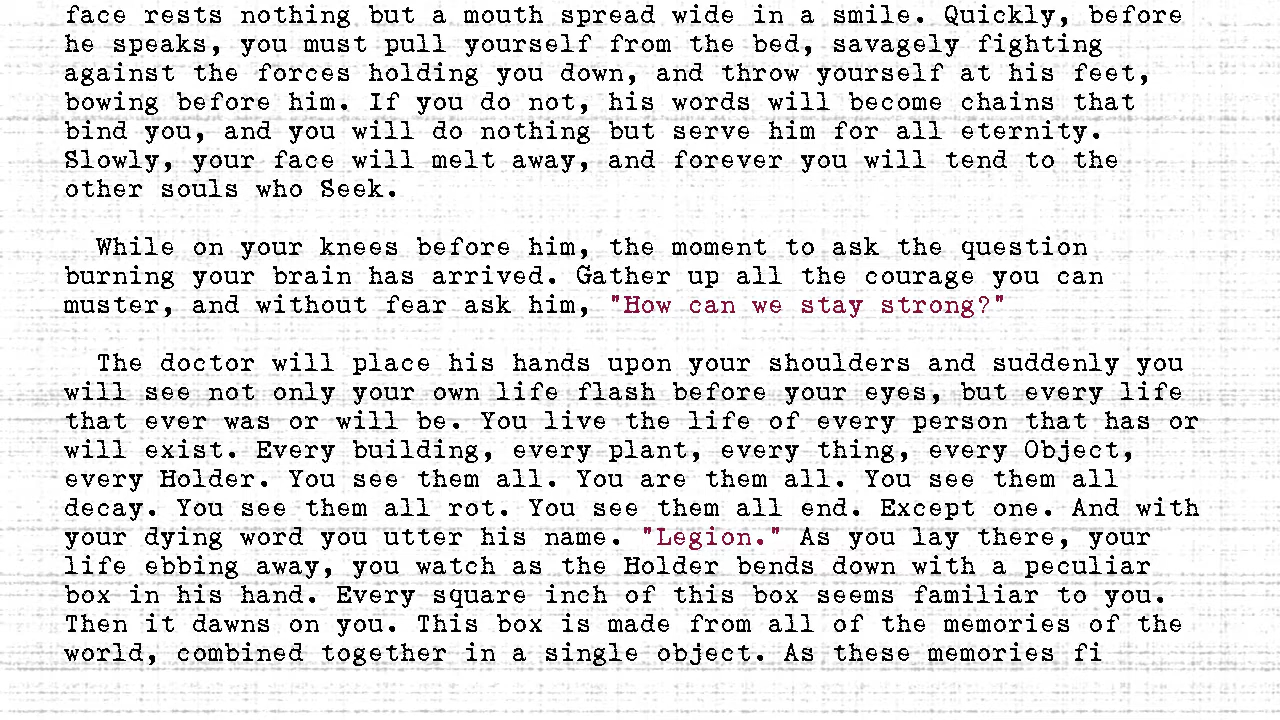 face rests nothing but a mouth spread wide in a smile. Quickly, before
he speaks, you must pull yourself from the bed, savagely fighting
against the forces holding you down, and throw yourself at his feet,
bowing before him. If you do not, his words will become chains that
bind you, and you will do nothing but serve him for all eternity.
Slowly, your face will melt away, and forever you will tend to the
other souls who Seek.
While on your knees before him, the moment to ask the question
burning your brain has arrived. Gather up all the courage you can
muster, and without fear ask him, "How can we stay strong?"
The doctor will place his hands upon your shoulders and suddenly you
will see not only your own life flash before your eyes, but every life
that ever was or will be. You live the life of every person that has or
will exist. Every building, every plant, every thing, every Object,
every Holder. You see them all. You are them all. You see them all
decay. You see them all rot. You see them all end. Except one. And with
your dying word you utter his name. "Legion." As you lay there, your
life ebbing away, you watch as the Holder bends down with a peculiar
box in his hand. Every square inch of this box seems familiar to you.
Then it dawns on you. This box is made from all of the memories of the
world, combined together in a single object. As these memories fi